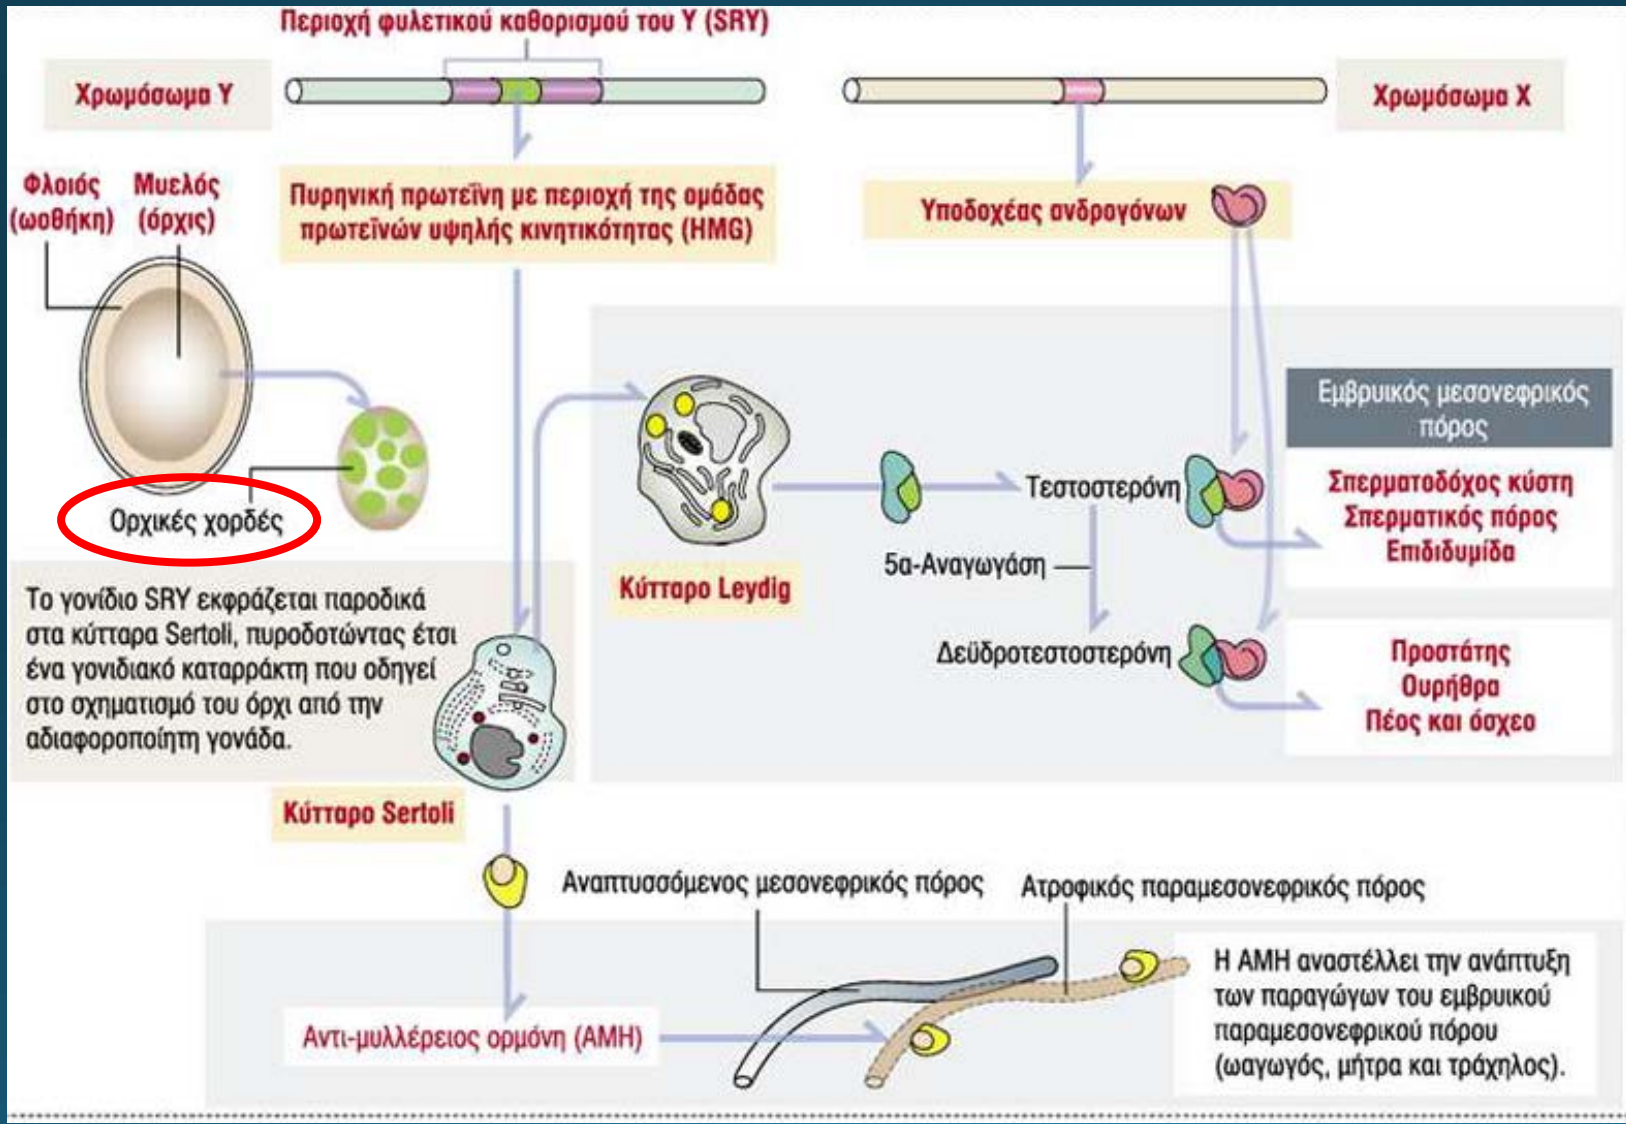 Περιοχή φυλετικού καθορισμού του Υ (SRY)
Χρωμόσωμα Υ
Χρωμόσωμα Χ
Φλοιός
(ωοθήκη)
Μυελός
(όρχις)
Πυρηνική πρωτεΐνη με περιοχή της ομάδας
πρωτεϊνών υψηλής κινητικότητας (HMG)
Υποδοχέας ανδρογόνων
Ορχικές χορδές
Το γονίδιο SRY εκφράζεται παροδικά
στα κύτταρα Sertoli, πυροδοτώντας έτσι
ένα γονιδιακό καταρράκτη που οδηγεί
στο σχηματισμό του όρχι από την
αδιαφοροποίητη γονάδα.
Κύτταρο Leydig
Τεστοστερόνη
5α-Αναγωγάση
Δεϋδροτεστοστερόνη
Εμβρυικός μεσονεφρικός
πόρος
Σπερματοδόχος κύστη
Σπερματικός πόρος
Επιδιδυμίδα
Προστάτης
Ουρήθρα
Πέος και όσχεο
Κύτταρο Sertoli
Αναπτυσσόμενος μεσονεφρικός πόρος
Ατροφικός παραμεσονεφρικός πόρος
Αντι-μυλλέρειος ορμόνη (AMH)
Η AMH αναστέλλει την ανάπτυξη
των παραγώγων του εμβρυικού
παραμεσονεφρικού πόρου
(ωαγωγός, μήτρα και τράχηλος).